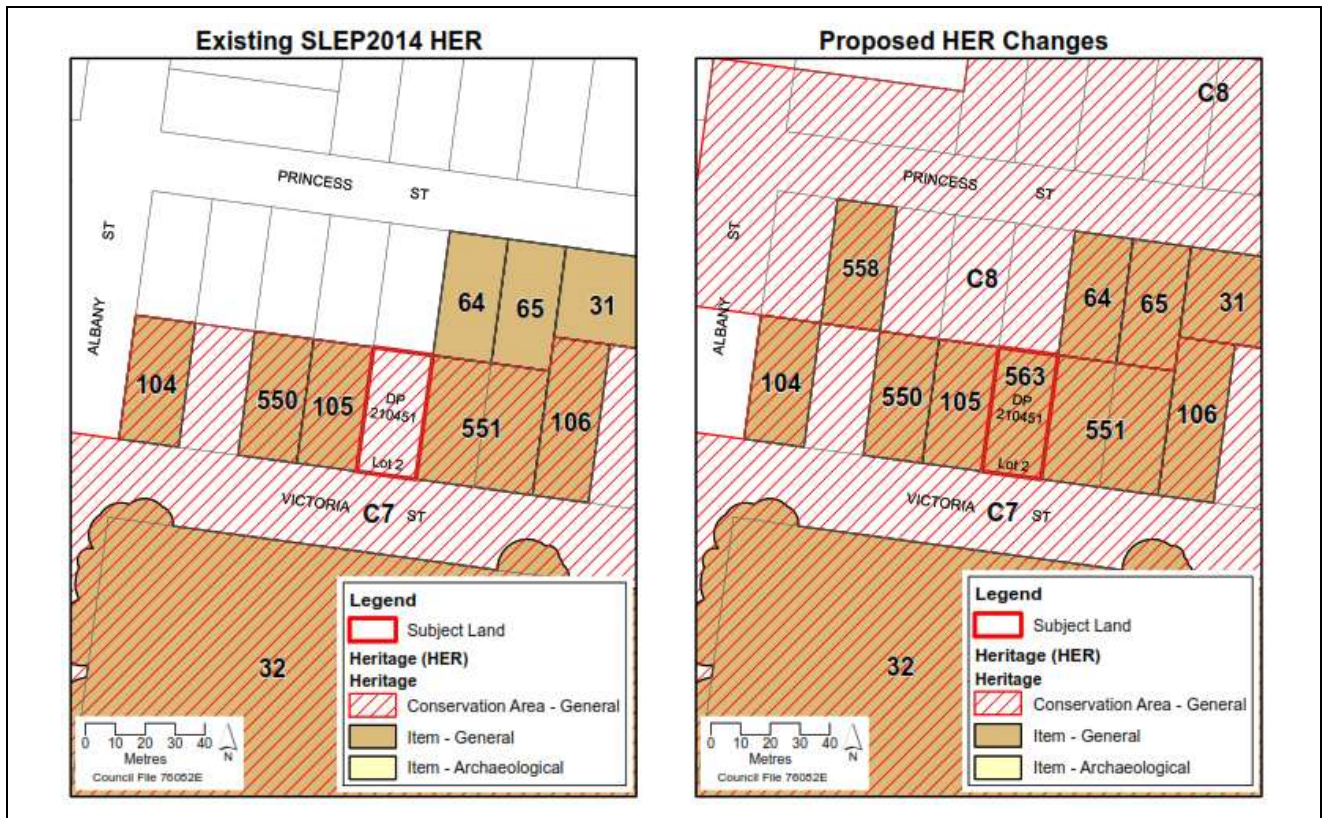 Existing SLEP2014 HER
PRINCESS ST
ALBANY ST
64
65
31
104
550
105
DP
210451
Lot 2
551
106
VICTORIA C7 ST
32
Legend
Subject Land
Heritage (HER)
Heritage
Conservation Area - General
Item - General
Item - Archaeological
0 10 20 30 40
Metres
N
Council File 76052E
Proposed HER Changes
C8
PRINCESS ST
ALBANY ST
558
C8
64
65
31
104
550
105
563
DP
210451
Lot 2
551
106
VICTORIA C7 ST
32
Legend
Subject Land
Heritage (HER)
Heritage
Conservation Area - General
Item - General
Item - Archaeological
0 10 20 30 40
Metres
N
Council File 76052E